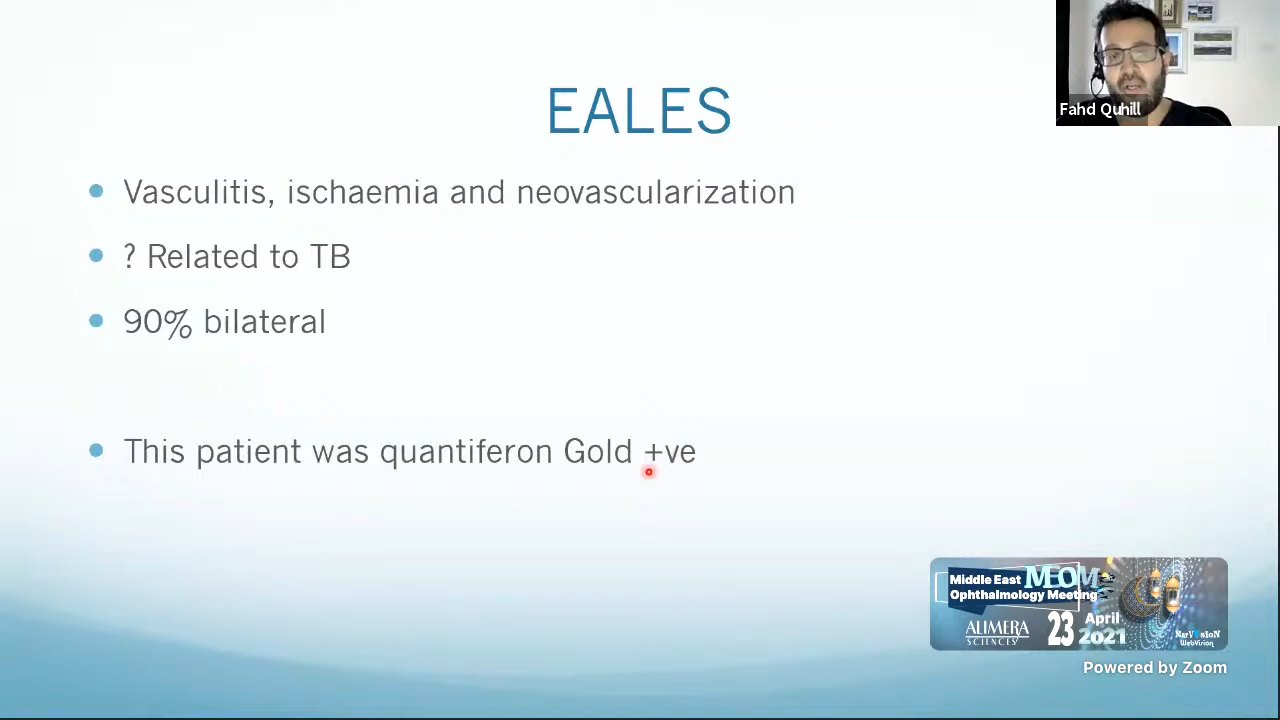 Fahd Quhill
EALES
Vasculitis, ischaemia and neovascularization
? Related to TB
90% bilateral
This patient was quantiferon Gold +ve
Middle East MEOM
Ophthalmology Meeting
ALIMERA
SCIENCES
23 April
2021
MarVisioN
WebVision
Powered by Zoom